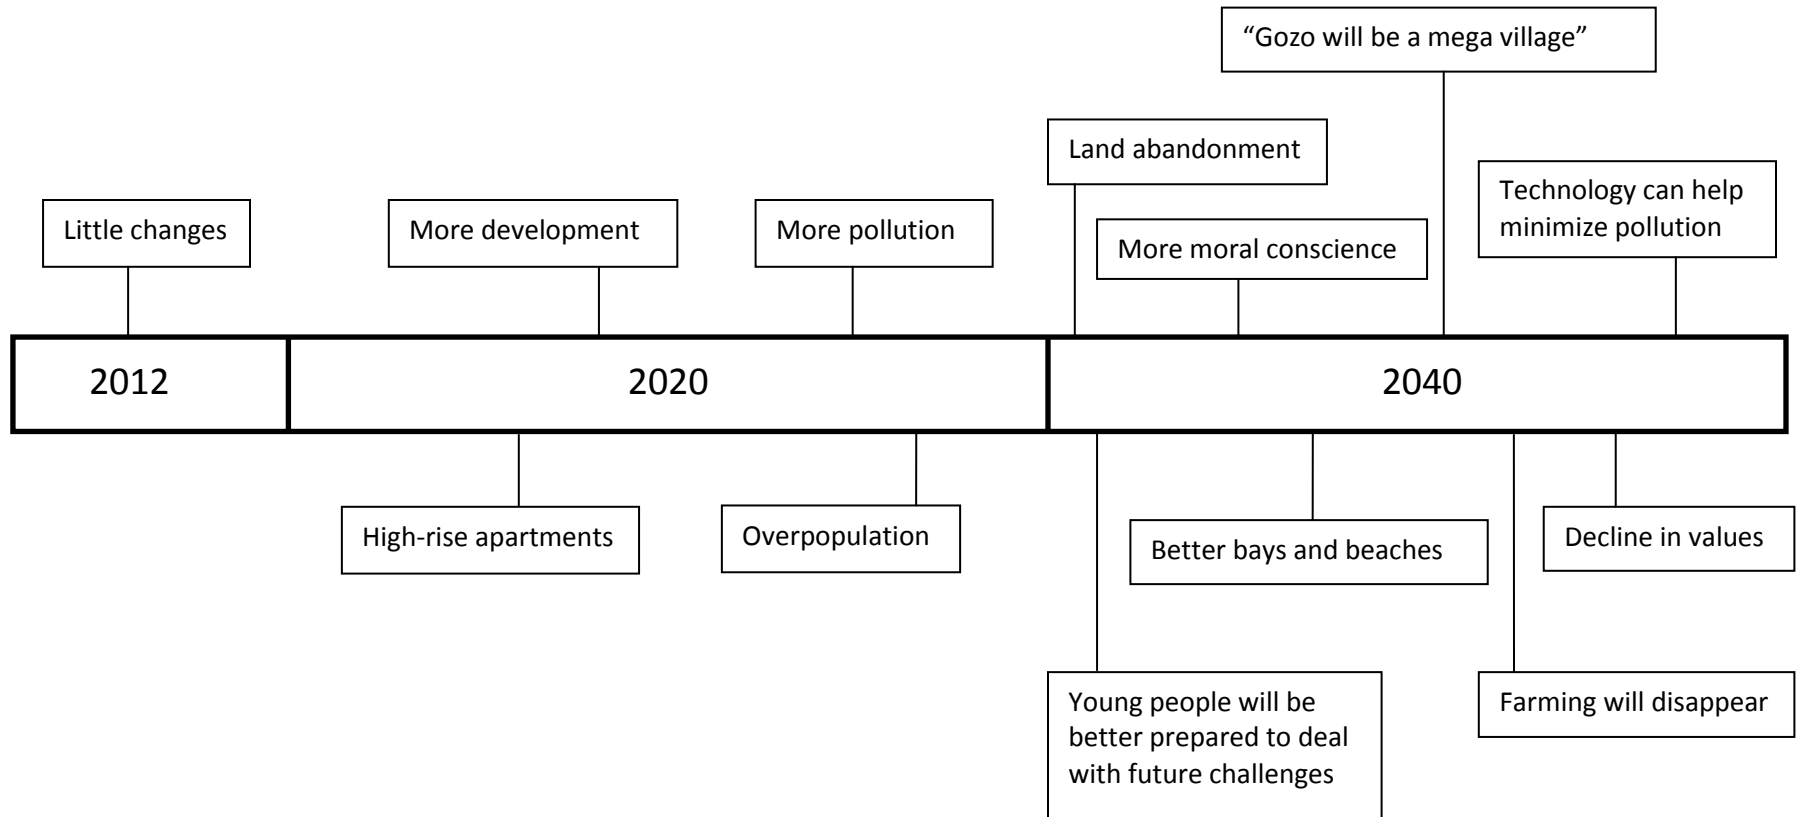 “Gozo will be a mega village”
Land abandonment
Technology can help
minimize pollution
Little changes
More development
More pollution
More moral conscience
2012
2020
2040
High-rise apartments
Overpopulation
Better bays and beaches
Decline in values
Young people will be
better prepared to deal
with future challenges
Farming will disappear